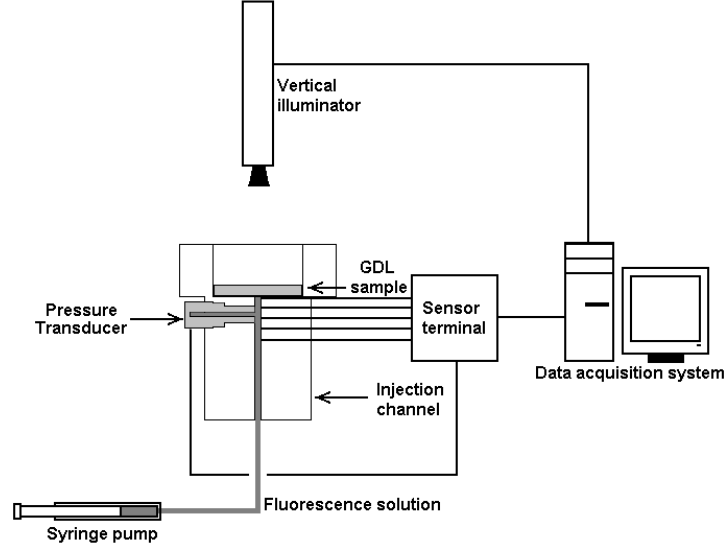 Vertical
illuminator
GDL
sample
Pressure
Transducer
Sensor
terminal
Data acquisition system
Injection
channel
Fluorescence solution
Syringe pump